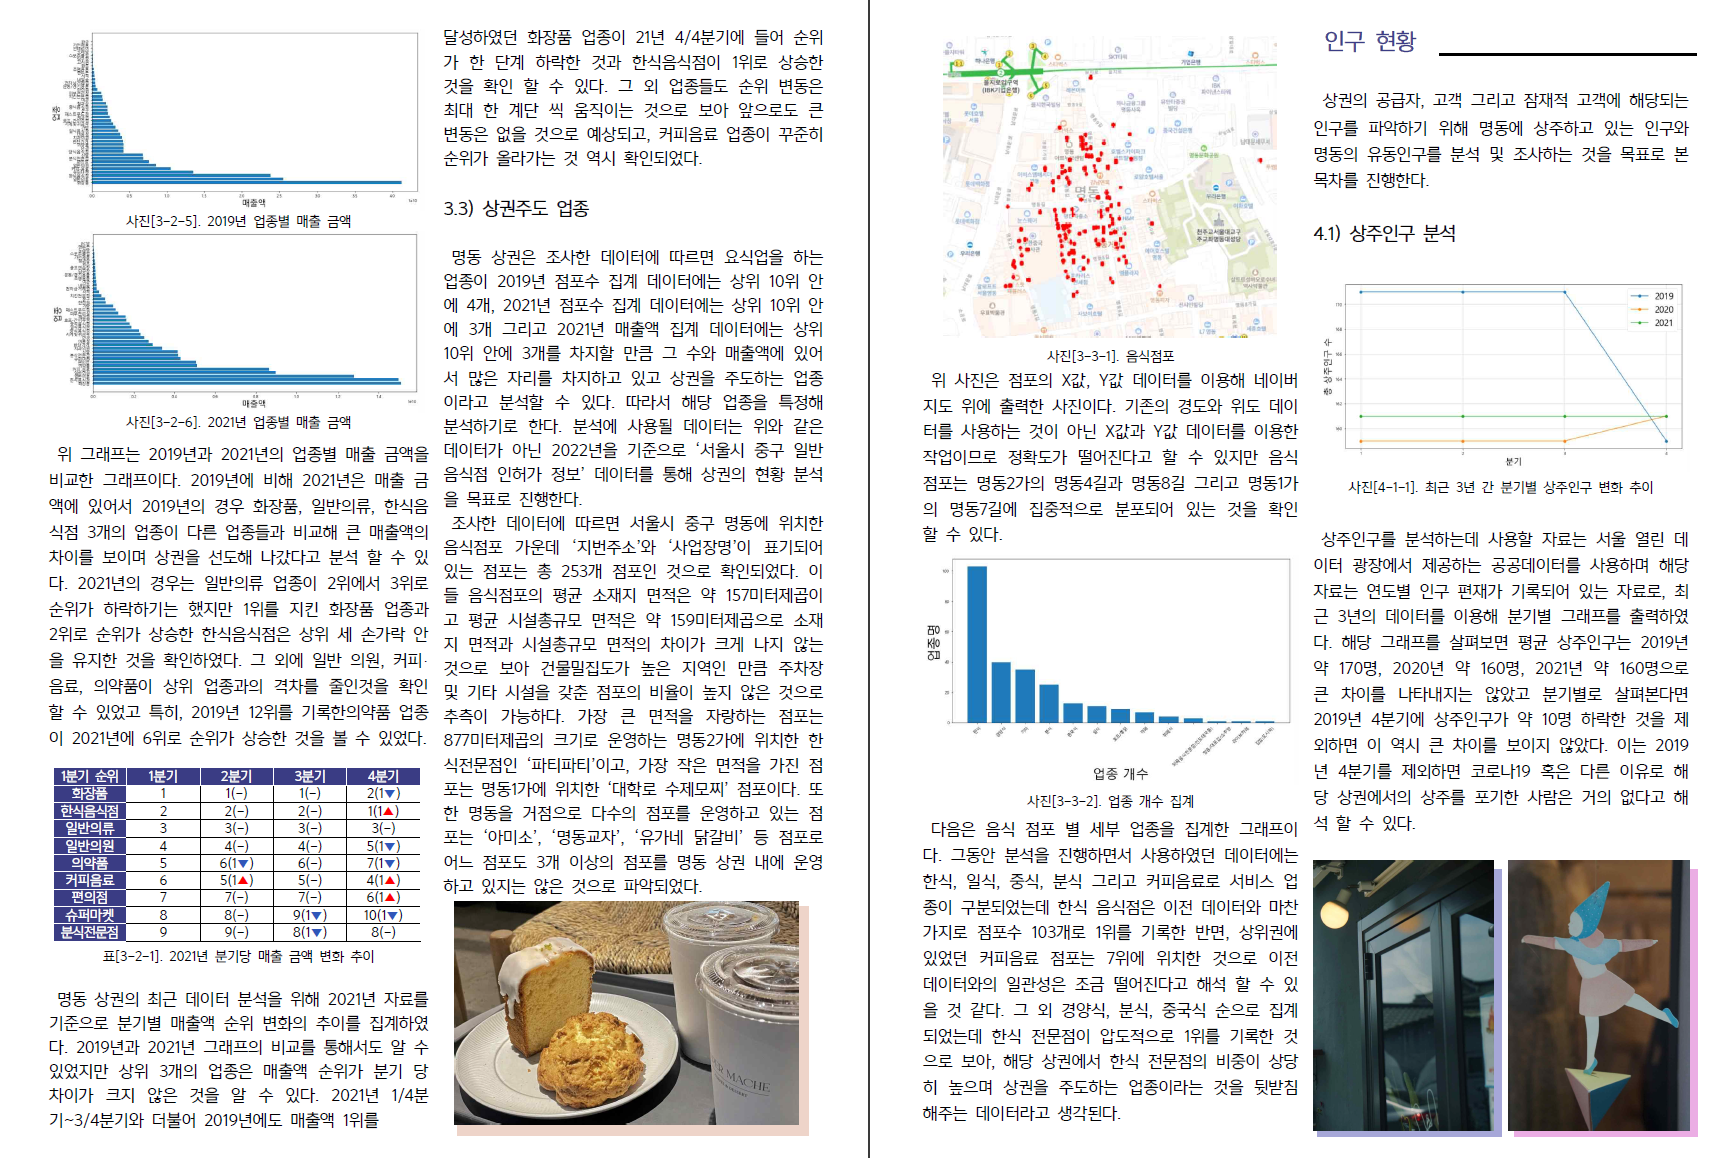 매출액
사진[3-2-5]. 2019년 업종별 매출 금액
매출액
사진[3-2-6]. 2021년 업종별 매출 금액
위 그래프는 2019년과 2021년의 업종별 매출 금액을
비교한 그래프이다. 2019년에 비해 2021년은 매출 금
액에 있어서 2019년의 경우 화장품, 일반의류, 한식음
식점 3개의 업종이 다른 업종들과 비교해 큰 매출액의
차이를 보이며 상권을 선도해 나갔다고 분석 할 수 있
다. 2021년의 경우는 일반의류 업종이 2위에서 3위로
순위가 하락하기는 했지만 1위를 지킨 화장품 업종과
2위로 순위가 상승한 한식음식점은 상위 세 손가락 안
을 유지한 것을 확인하였다. 그 외에 일반 의원, 커피·
음료, 의약품이 상위 업종과의 격차를 줄인것을 확인
할 수 있었고 특히, 2019년 12위를 기록한의약품 업종
이 2021년에 6위로 순위가 상승한 것을 볼 수 있었다.
1분기 순위 1분기 2분기 3분기 4분기
화장품 1 1(-) 1(-) 2(1▼)
한식음식점 2 2(-) 2(-) 1(1▲)
일반의류 3 3(-) 3(-) 3(-)
일반의원 4 4(-) 4(-) 5(1▼)
의약품 5 6(1▼) 6(-) 7(1▼)
커피음료 6 5(1▲) 5(-) 4(1▲)
편의점 7 7(-) 7(-) 6(1▲)
슈퍼마켓 8 8(-) 9(1▼) 10(1▼)
분식전문점 9 9(-) 8(1▼) 8(-)
표[3-2-1]. 2021년 분기당 매출 금액 변화 추이
명동 상권의 최근 데이터 분석을 위해 2021년 자료를
기준으로 분기별 매출액 순위 변화의 추이를 집계하였
다. 2019년과 2021년 그래프의 비교를 통해서도 알 수
있었지만 상위 3개의 업종은 매출액 순위가 분기 당
차이가 크지 않은 것을 알 수 있다. 2021년 1/4분
기~3/4분기와 더불어 2019년에도 매출액 1위를
달성하였던 화장품 업종이 21년 4/4분기에 들어 순위
가 한 단계 하락한 것과 한식음식점이 1위로 상승한
것을 확인 할 수 있다. 그 외 업종들도 순위 변동은
최대 한 계단 씩 움직이는 것으로 보아 앞으로도 큰
변동은 없을 것으로 예상되고, 커피음료 업종이 꾸준히
순위가 올라가는 것 역시 확인되었다.
3.3) 상권주도 업종
명동 상권은 조사한 데이터에 따르면 요식업을 하는
업종이 2019년 점포수 집계 데이터에는 상위 10위 안
에 4개, 2021년 점포수 집계 데이터에는 상위 10위 안
에 3개 그리고 2021년 매출액 집계 데이터에는 상위
10위 안에 3개를 차지할 만큼 그 수와 매출액에 있어
서 많은 자리를 차지하고 있고 상권을 주도하는 업종
이라고 분석할 수 있다. 따라서 해당 업종을 특정해
분석하기로 한다. 분석에 사용될 데이터는 위와 같은
데이터가 아닌 2022년을 기준으로 ‘서울시 중구 일반
음식점 인허가 정보’ 데이터를 통해 상권의 현황 분석
을 목표로 진행한다.
조사한 데이터에 따르면 서울시 중구 명동에 위치한
음식점포 가운데 ‘지번주소’와 ‘사업장명’이 표기되어
있는 점포는 총 253개 점포인 것으로 확인되었다. 이
들 음식점포의 평균 소재지 면적은 약 157미터제곱이
고 평균 시설총규모 면적은 약 159미터제곱으로 소재
지 면적과 시설총규모 면적의 차이가 크게 나지 않는
것으로 보아 건물밀집도가 높은 지역인 만큼 주차장
및 기타 시설을 갖춘 점포의 비율이 높지 않은 것으로
추측이 가능하다. 가장 큰 면적을 자랑하는 점포는
877미터제곱의 크기로 운영하는 명동2가에 위치한 한
식전문점인 ‘파티파티’이고, 가장 작은 면적을 가진 점
포는 명동1가에 위치한 ‘대학로 수제모찌’ 점포이다. 또
한 명동을 거점으로 다수의 점포를 운영하고 있는 점
포는 ‘아미소’, ‘명동교자’, ‘유가네 닭갈비’ 등 점포로
어느 점포도 3개 이상의 점포를 명동 상권 내에 운영
하고 있지는 않은 것으로 파악되었다.
사진[3-3-1]. 음식점포
위 사진은 점포의 X값, Y값 데이터를 이용해 네이버
지도 위에 출력한 사진이다. 기존의 경도와 위도 데이
터를 사용하는 것이 아닌 X값과 Y값 데이터를 이용한
작업이므로 정확도가 떨어진다고 할 수 있지만 음식
점포는 명동2가의 명동4길과 명동8길 그리고 명동1가
의 명동7길에 집중적으로 분포되어 있는 것을 확인
할 수 있다.
업종명
업종 개수
사진[3-3-2]. 업종 개수 집계
다음은 음식 점포 별 세부 업종을 집계한 그래프이
다. 그동안 분석을 진행하면서 사용하였던 데이터에는
한식, 일식, 중식, 분식 그리고 커피음료로 서비스 업
종이 구분되었는데 한식 음식점은 이전 데이터와 마찬
가지로 점포수 103개로 1위를 기록한 반면, 상위권에
있었던 커피음료 점포는 7위에 위치한 것으로 이전
데이터와의 일관성은 조금 떨어진다고 해석 할 수 있
을 것 같다. 그 외 경양식, 분식, 중국식 순으로 집계
되었는데 한식 전문점이 압도적으로 1위를 기록한 것
으로 보아, 해당 상권에서 한식 전문점의 비중이 상당
히 높으며 상권을 주도하는 업종이라는 것을 뒷받침
해주는 데이터라고 생각된다.
인구 현황
상권의 공급자, 고객 그리고 잠재적 고객에 해당되는
인구를 파악하기 위해 명동에 상주하고 있는 인구와
명동의 유동인구를 분석 및 조사하는 것을 목표로 본
목차를 진행한다.
4.1) 상주인구 분석
총 상주인구 수
2019
2020
2021
분기
사진[4-1-1]. 최근 3년 간 분기별 상주인구 변화 추이
상주인구를 분석하는데 사용할 자료는 서울 열린 데
이터 광장에서 제공하는 공공데이터를 사용하며 해당
자료는 연도별 인구 편재가 기록되어 있는 자료로, 최
근 3년의 데이터를 이용해 분기별 그래프를 출력하였
다. 해당 그래프를 살펴보면 평균 상주인구는 2019년
약 170명, 2020년 약 160명, 2021년 약 160명으로
큰 차이를 나타내지는 않았고 분기별로 살펴본다면
2019년 4분기에 상주인구가 약 10명 하락한 것을 제
외하면 이 역시 큰 차이를 보이지 않았다. 이는 2019
년 4분기를 제외하면 코로나19 혹은 다른 이유로 해
당 상권에서의 상주를 포기한 사람은 거의 없다고 해
석 할 수 있다.